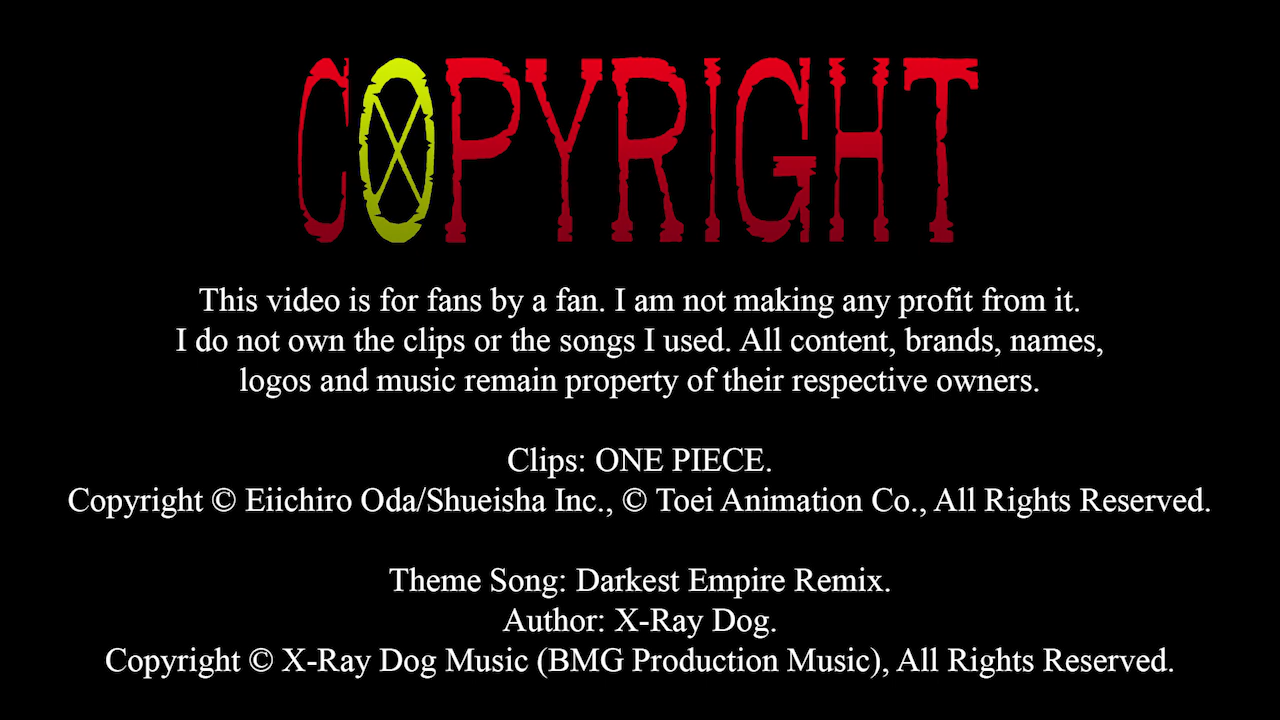 COPYRIGHT
This video is for fans by a fan. I am not making any profit from it.
I do not own the clips or the songs I used. All content, brands, names,
logos and music remain property of their respective owners.
Clips: ONE PIECE.
Copyright © Eiichiro Oda/Shueisha Inc., © Toei Animation Co., All Rights Reserved.
Theme Song: Darkest Empire Remix.
Author: X-Ray Dog.
Copyright © X-Ray Dog Music (BMG Production Music), All Rights Reserved.